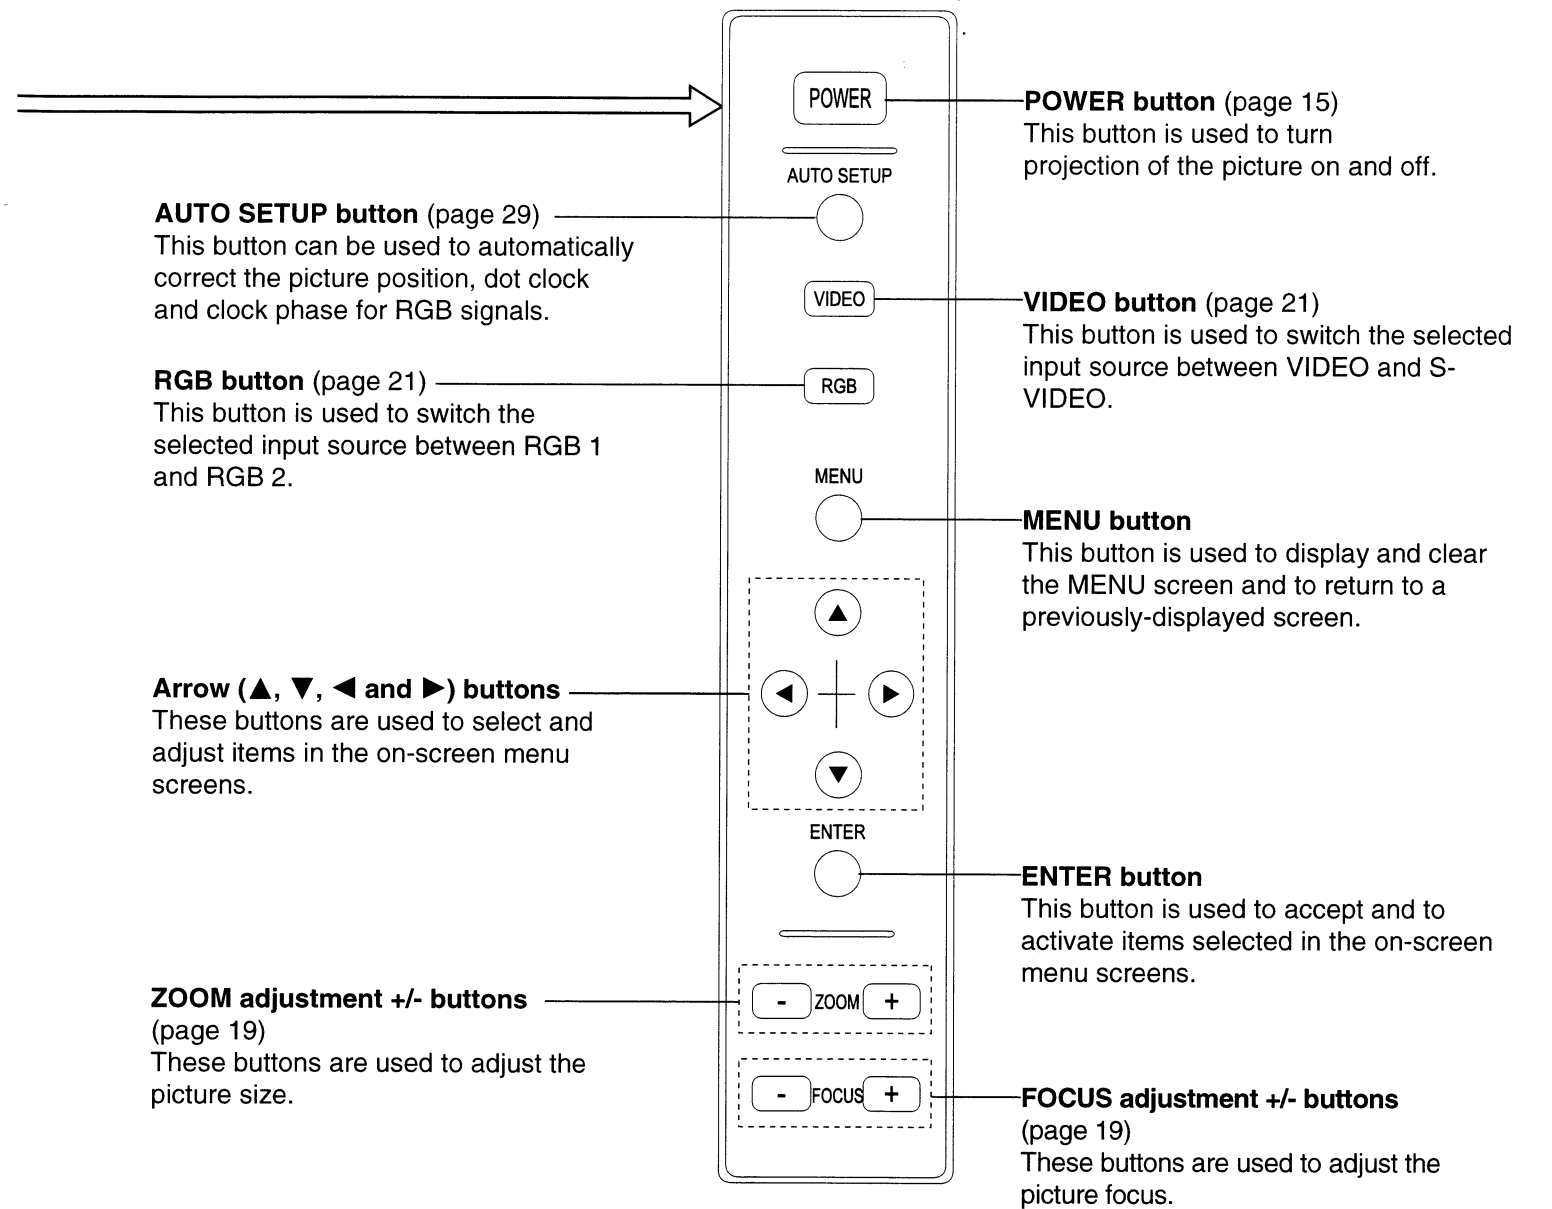 POWER
POWER button (page 15)
This button is used to turn
projection of the picture on and off.
AUTO SETUP
AUTO SETUP button (page 29)
This button can be used to automatically
correct the picture position, dot clock
and clock phase for RGB signals.
VIDEO
VIDEO button (page 21)
This button is used to switch the selected
input source between VIDEO and S-
VIDEO.
RGB button (page 21)
This button is used to switch the
selected input source between RGB 1
and RGB 2.
RGB
MENU
MENU button
This button is used to display and clear
the MENU screen and to return to a
previously-displayed screen.
▲
◀ ▶
▼
Arrow (▲, ▼, ◀ and ▶) buttons
These buttons are used to select and
adjust items in the on-screen menu
screens.
ENTER
ENTER button
This button is used to accept and to
activate items selected in the on-screen
menu screens.
ZOOM adjustment +/- buttons
(page 19)
These buttons are used to adjust the
picture size.
- ZOOM +
- FOCUS +
FOCUS adjustment +/- buttons
(page 19)
These buttons are used to adjust the
picture focus.